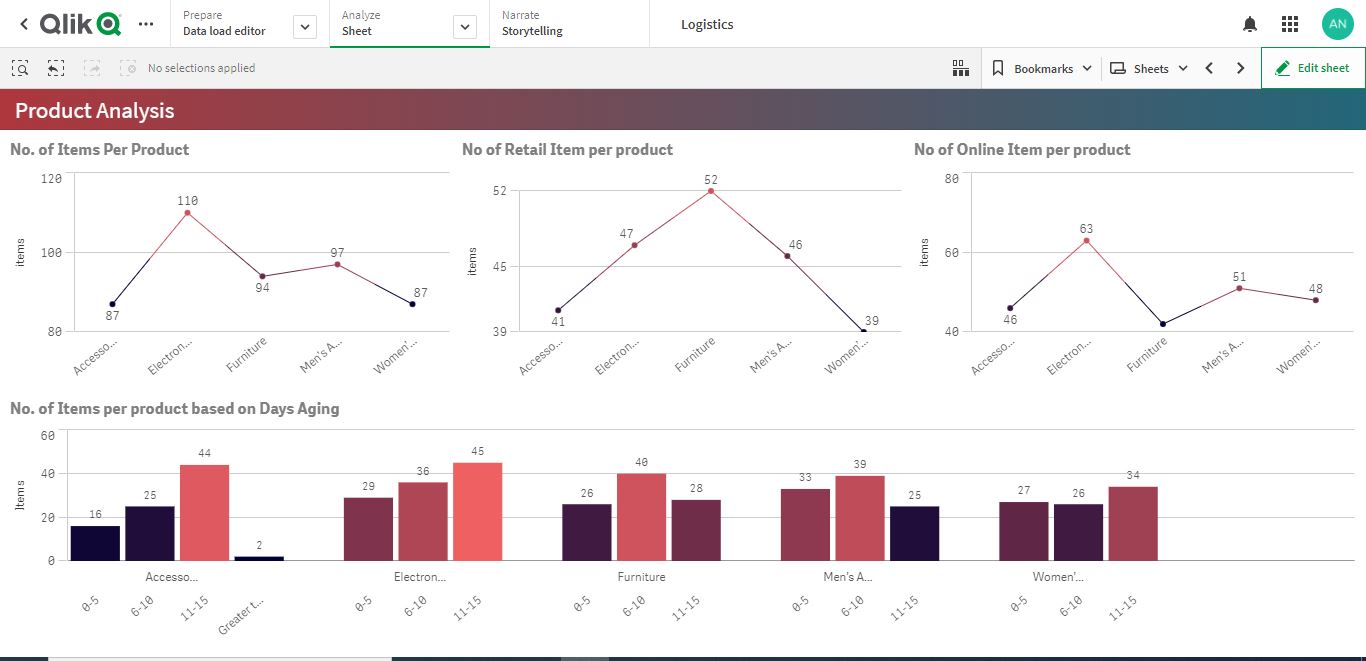 Qlik
Prepare
Data load editor
Analyze
Sheet
Narrate
Storytelling
Logistics
AN
No selections applied
Bookmarks
Sheets
Edit sheet
Product Analysis
No. of Items Per Product
items
120
100
80
87
110
94
97
87
Accesso...
Electron...
Furniture
Men's A...
Women'...
No of Retail Item per product
items
52
45
39
41
47
52
46
39
Accesso...
Electron...
Furniture
Men's A...
Women'...
No of Online Item per product
items
80
60
40
46
63
51
48
Accesso...
Electron...
Furniture
Men's A...
Women'...
No. of Items per product based on Days Aging
Items
60
40
20
0
16
25
44
2
29
36
45
26
40
28
33
39
25
27
26
34
Accesso...
Electron...
Furniture
Men's A...
Women'...
0-5
6-10
11-15
Greater t...
0-5
6-10
11-15
0-5
6-10
11-15
0-5
6-10
11-15
0-5
6-10
11-15